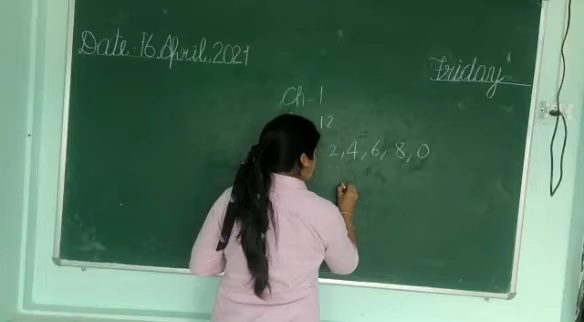 Date-16 April. 2021
Friday
Ch-1
12
2, 4, 6, 8, 0